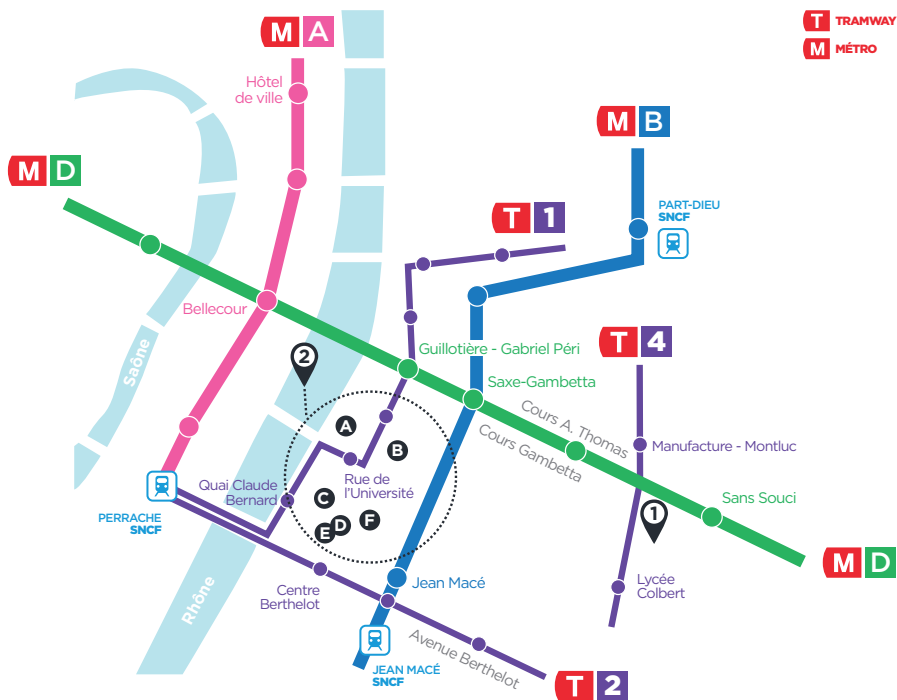 M A
T TRAMWAY
M MÉTRO
Hôtel
de ville
M B
M D
PART-DIEU
SNCF
T 1
Bellecour
Saône
Guillotière - Gabriel Péri
T 4
2
Saxe-Gambetta
Cours A. Thomas
Cours Gambetta
A
B
Manufacture - Montluc
Quai Claude
Bernard
Rue de
l'Université
C
D
E
F
PERRACHE
SNCF
Sans Souci
1
M D
Rhône
Centre
Berthelot
Jean Macé
Lycée
Colbert
Avenue Berthelot
JEAN MACÉ
SNCF
T 2